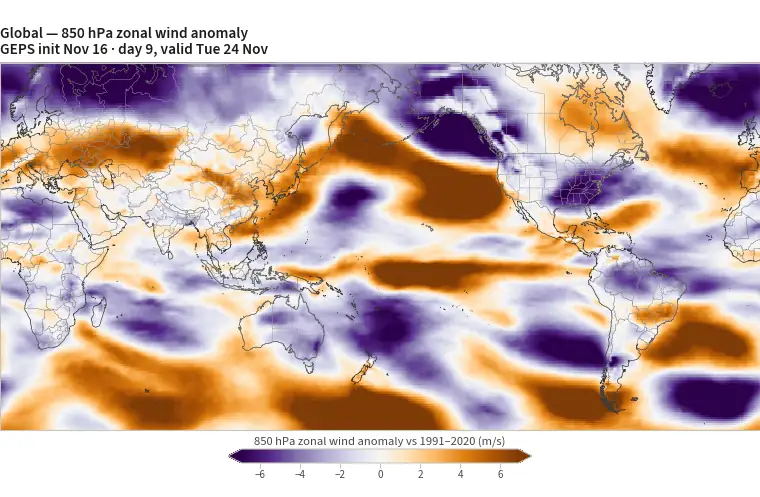 Global — 850 hPa zonal wind anomaly
GEPS init Nov 16 · day 9, valid Tue 24 Nov
850 hPa zonal wind anomaly vs 1991–2020 (m/s)
−6 −4 −2 0 2 4 6